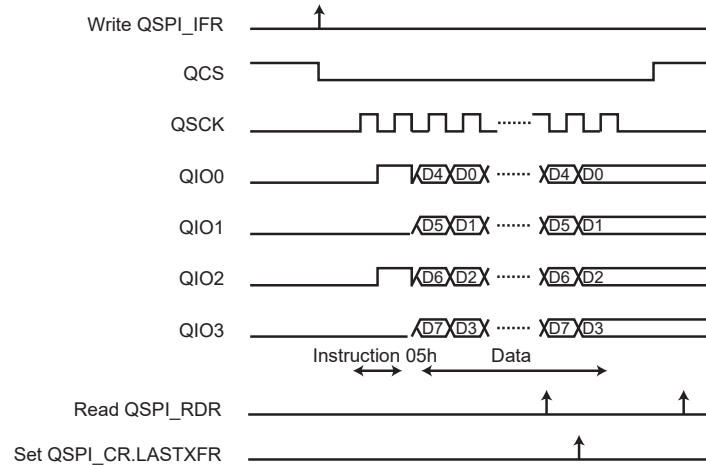 Write QSPI_IFR
QCS
QSCK
QIO0 D4 D0 D4 D0
QIO1 D5 D1 D5 D1
QIO2 D6 D2 D6 D2
QIO3 D7 D3 D7 D3
Instruction 05h Data
Read QSPI_RDR
Set QSPI_CR.LASTXFR